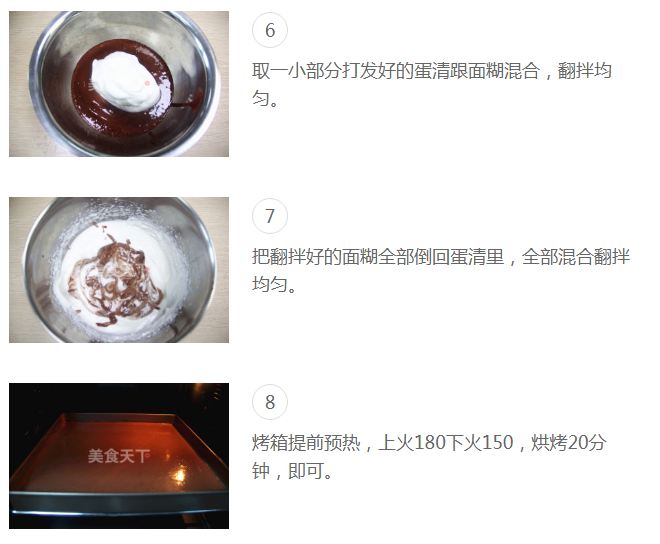 6
取一小部分打发好的蛋清跟面糊混合，翻拌均
匀。
7
把翻拌好的面糊全部倒回蛋清里，全部混合翻拌
均匀。
美食天下
8
烤箱提前预热，上火180下火150，烘烤20分
钟，即可。